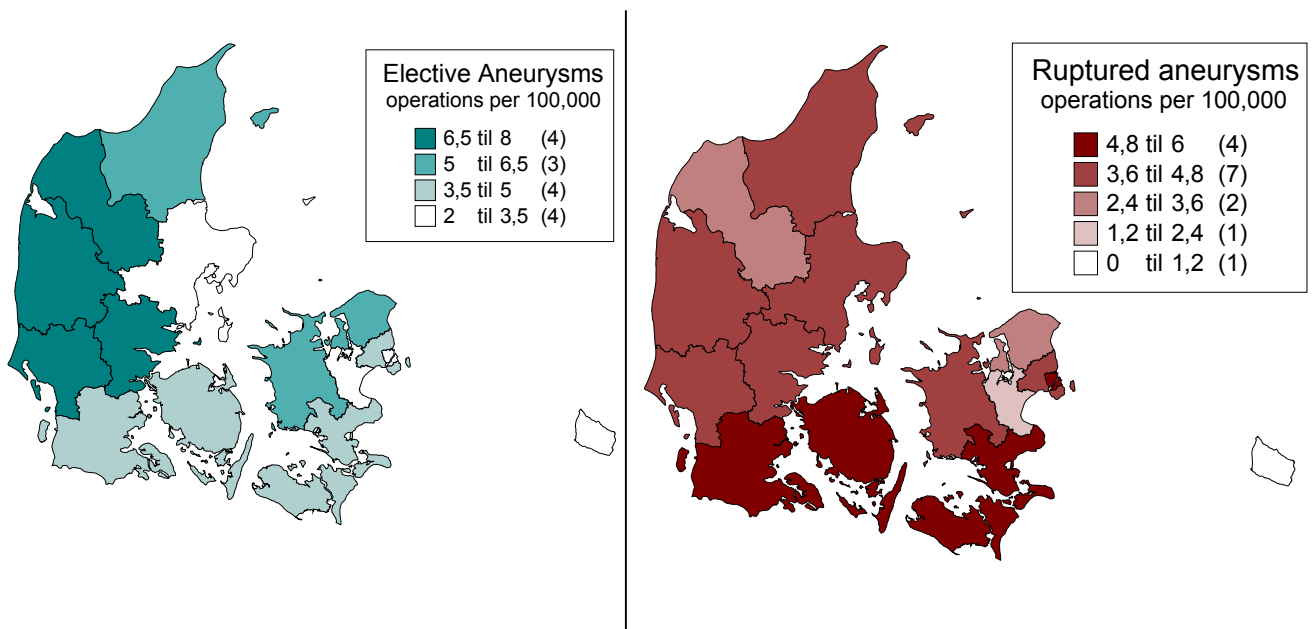 Elective Aneurysms
operations per 100,000
6,5 til 8 (4)
5 til 6,5 (3)
3,5 til 5 (4)
2 til 3,5 (4)
Ruptured aneurysms
operations per 100,000
4,8 til 6 (4)
3,6 til 4,8 (7)
2,4 til 3,6 (2)
1,2 til 2,4 (1)
0 til 1,2 (1)